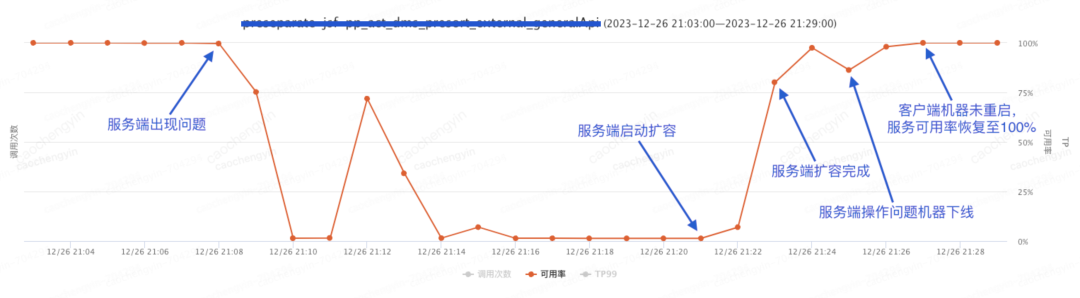 (2023-12-26 21:03:00—2023-12-26 21:29:00)
100%
75%
25%
0%
调用次数
可用率
TP
服务端出现问题
服务端启动扩容
服务端扩容完成
服务端操作问题机器下线
客户端机器未重启,
服务可用率恢复至100%
12/26 21:04
12/26 21:06
12/26 21:08
12/26 21:10
12/26 21:12
12/26 21:14
12/26 21:16
12/26 21:18
12/26 21:20
12/26 21:22
12/26 21:24
12/26 21:26
12/26 21:28
调用次数
可用率
TP99
caochengyin